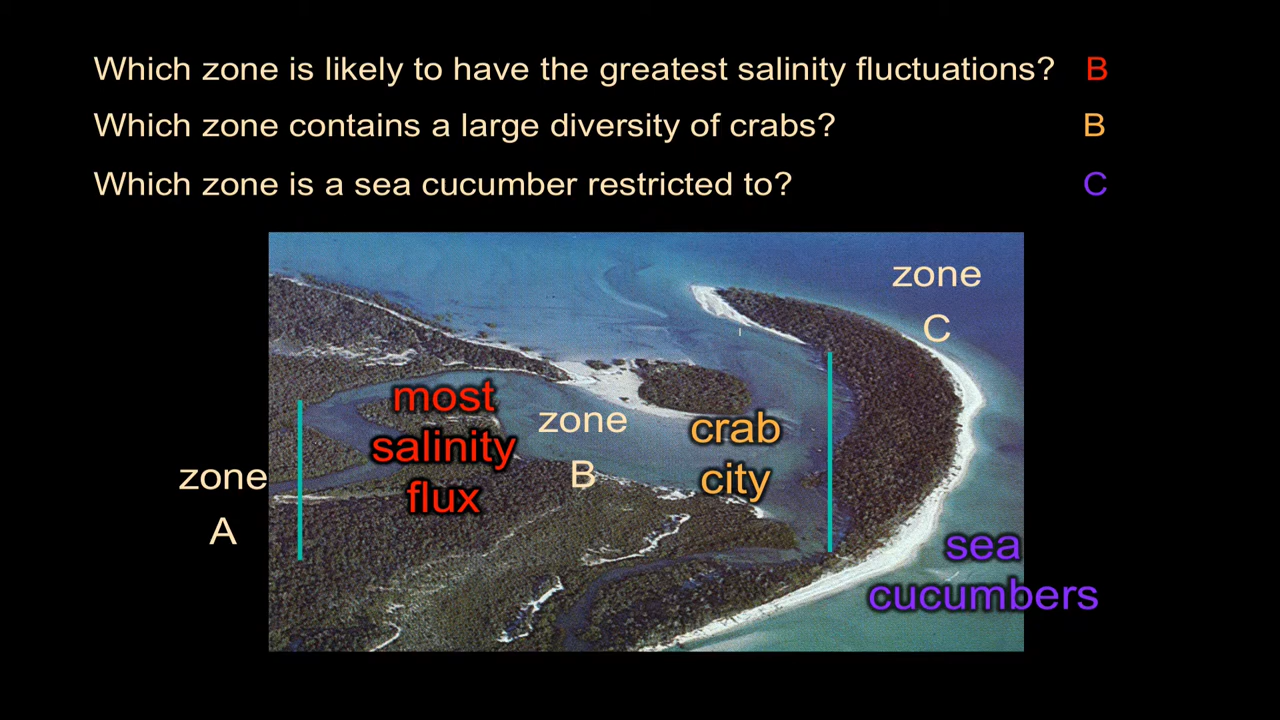 Which zone is likely to have the greatest salinity fluctuations? B
Which zone contains a large diversity of crabs? B
Which zone is a sea cucumber restricted to? C
zone
C
most
salinity
flux
zone
B
crab
city
zone
A
sea
cucumbers